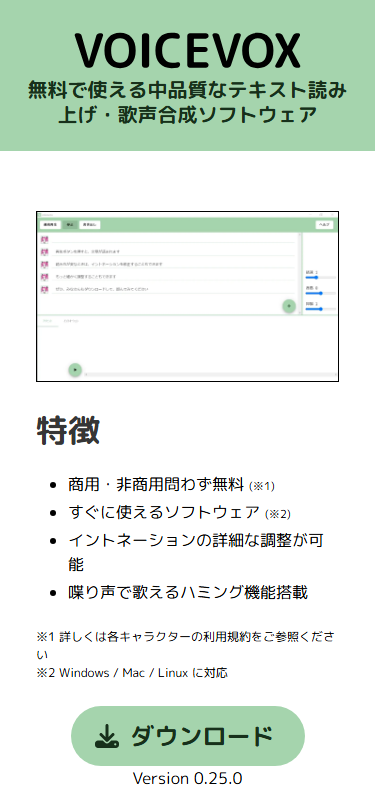 VOICEVOX
無料で使える中品質なテキスト読み
上げ・歌声合成ソフトウェア
ヘルプ
特徴
商用・非商用問わず無料 (※1)
すぐに使えるソフトウェア (※2)
イントネーションの詳細な調整が可
能
喋り声で歌えるハミング機能搭載
※1 詳しくは各キャラクターの利用規約をご参照くださ
い
※2 Windows / Mac / Linux に対応
ダウンロード
Version 0.25.0